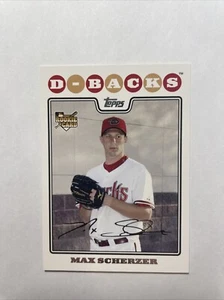 D-BACKS
ROOKIE CARD
Topps
MAX SCHERZER